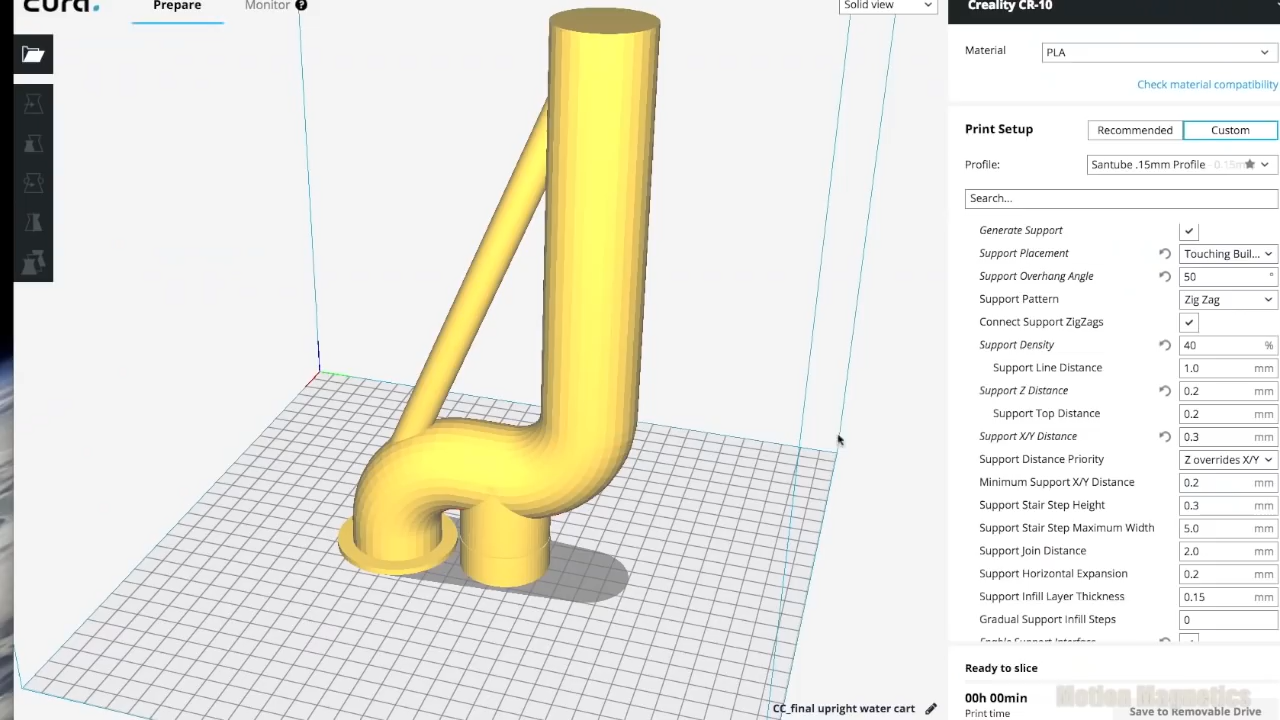 cura.
Prepare
Monitor ?
Solid view
Creality CR-10
Material PLA
Check material compatibility
Print Setup Recommended Custom
Profile: Santube .15mm Profile
Search...
Generate Support
Support Placement Touching Buil...
Support Overhang Angle 50 °
Support Pattern Zig Zag
Connect Support ZigZags
Support Density 40 %
Support Line Distance 1.0 mm
Support Z Distance 0.2 mm
Support Top Distance 0.2 mm
Support X/Y Distance 0.3 mm
Support Distance Priority Z overrides X/Y
Minimum Support X/Y Distance 0.2 mm
Support Stair Step Height 0.3 mm
Support Stair Step Maximum Width 5.0 mm
Support Join Distance 2.0 mm
Support Horizontal Expansion 0.2 mm
Support Infill Layer Thickness 0.15 mm
Gradual Support Infill Steps 0
Enable Support Interface
Ready to slice
00h 00min
Motion Magnetics
Print time
Save to Removable Drive
CC_final upright water cart